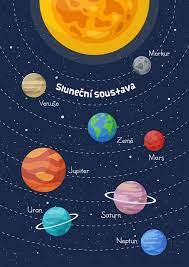 Merkur
Sluneční soustava
Venuše
Země
Mars
Jupiter
Uran
Saturn
Neptun